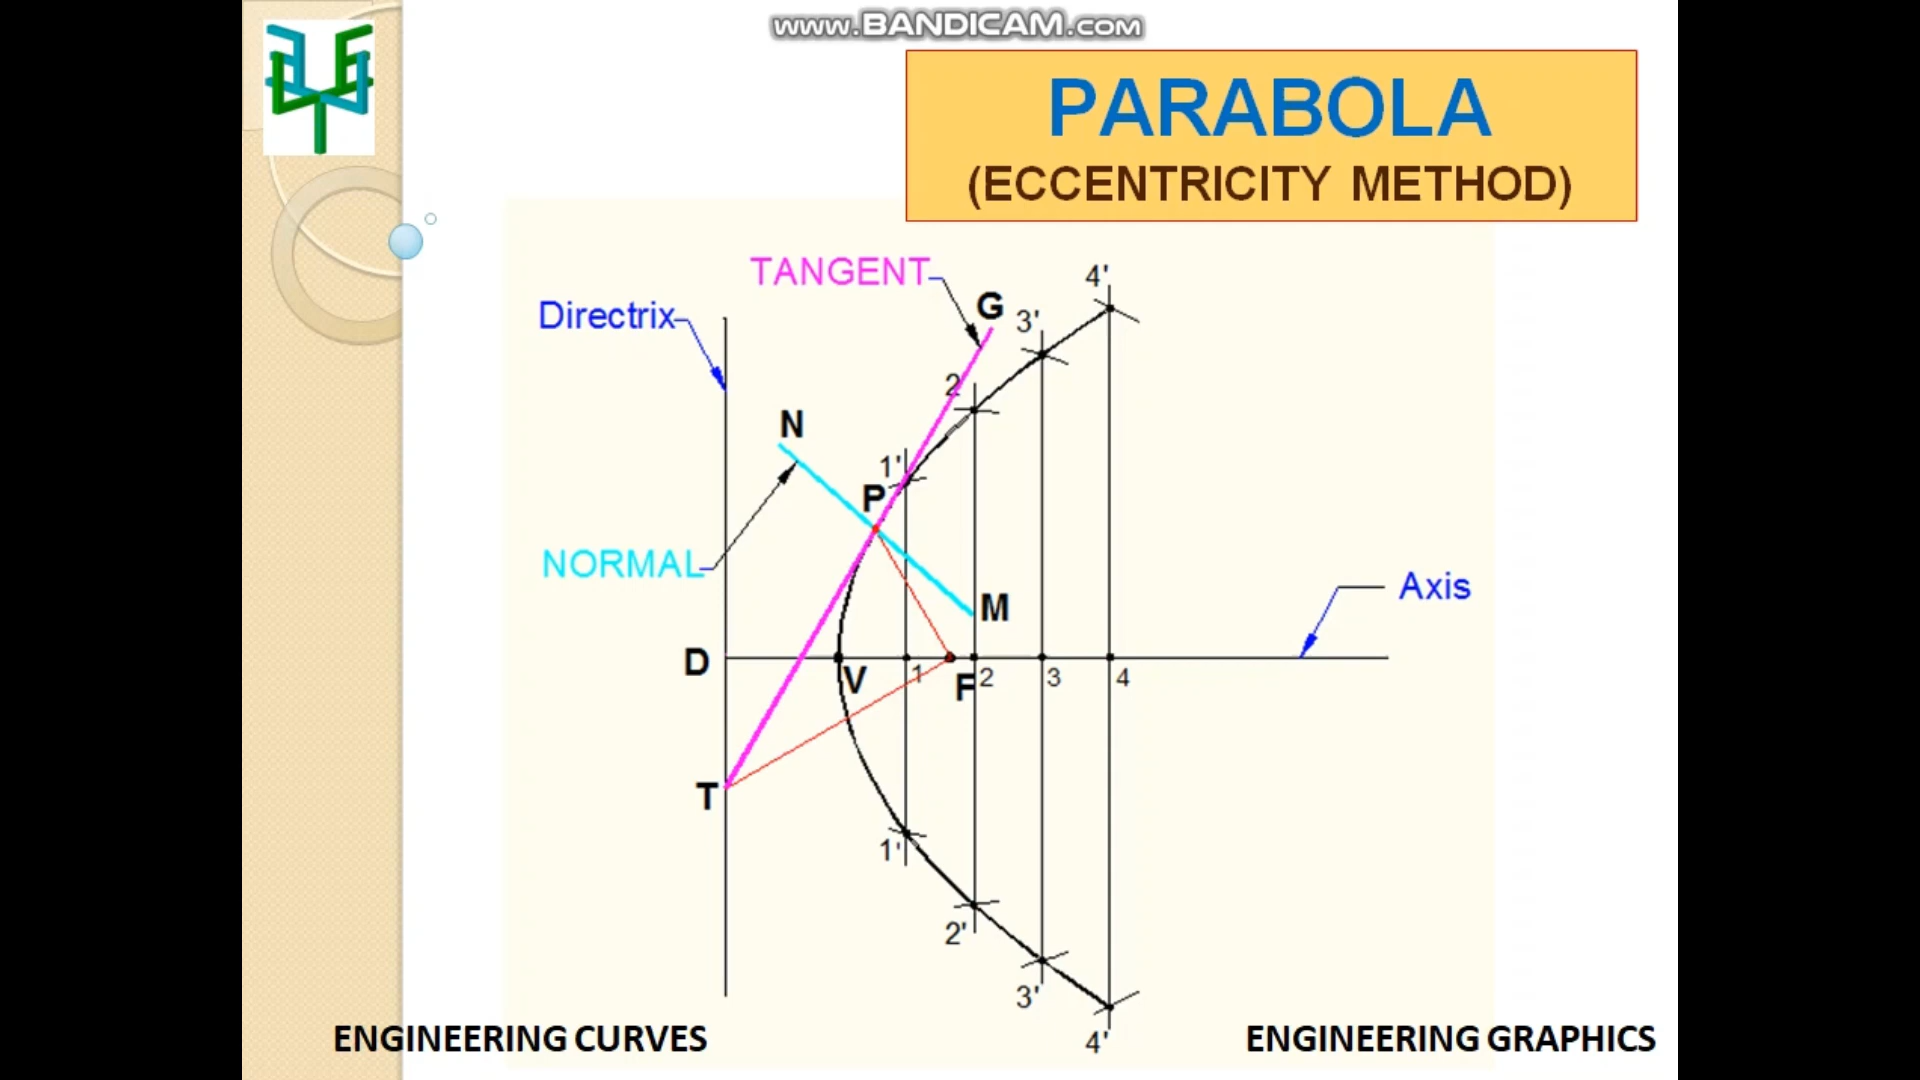 www.BANDICAM.com
PARABOLA
(ECCENTRICITY METHOD)
TANGENT
4'
G
3'
Directrix
2
N
1'
P
NORMAL
Axis
M
D
V
1
F
2
3
4
T
1'
2'
3'
4'
ENGINEERING CURVES
ENGINEERING GRAPHICS